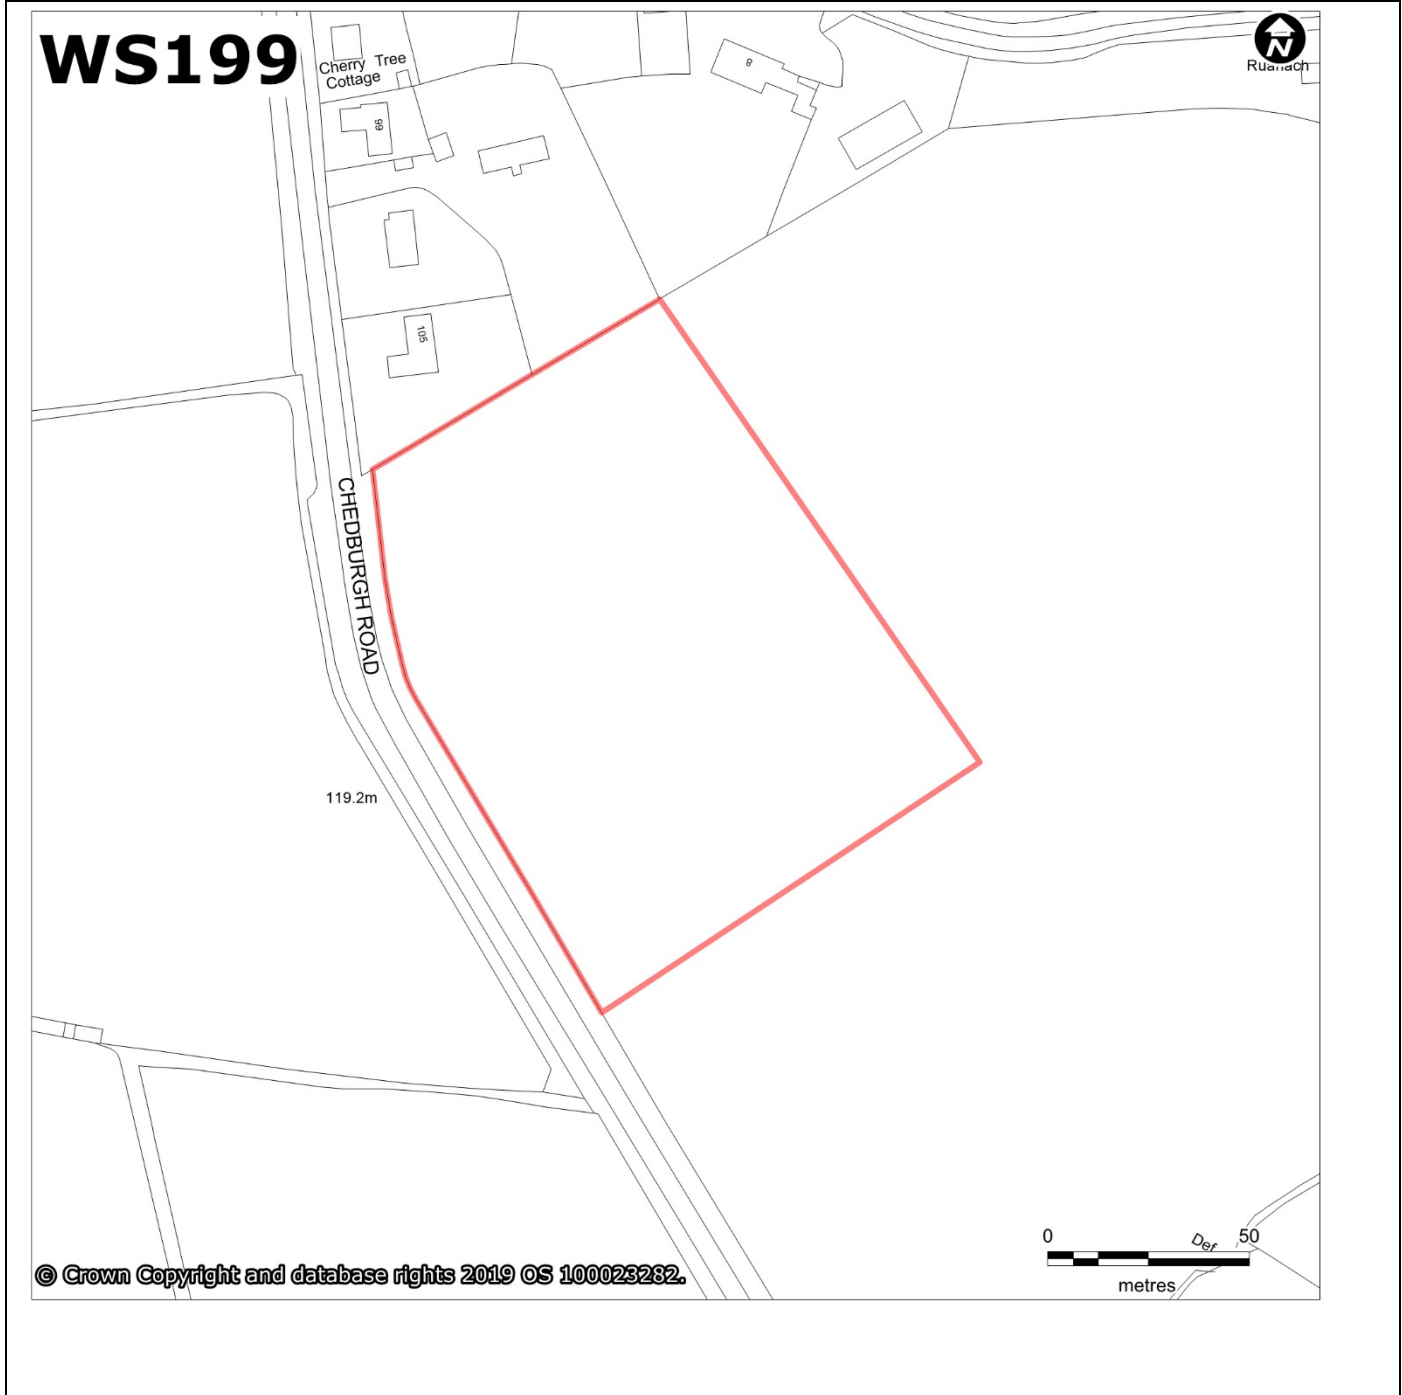 WS199
Cherry Tree
Cottage
99
8
N
Ruanach
105
CHEDBURGH ROAD
119.2m
0
50
Def
metres
© Crown Copyright and database rights 2019 OS 100023282.